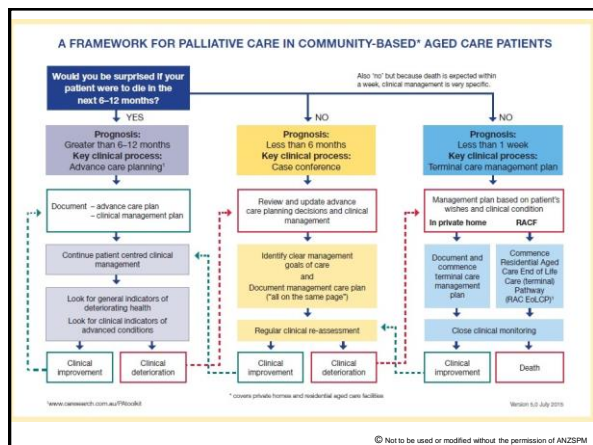 A FRAMEWORK FOR PALLIATIVE CARE IN COMMUNITY-BASED* AGED CARE PATIENTS
Would you be surprised if your
patient were to die in the
next 6–12 months?
Also 'no' but because death is expected within
a week, clinical management is very specific.
YES
NO
NO
Prognosis:
Greater than 6–12 months
Key clinical process:
Advance care planning¹
Prognosis:
Less than 6 months
Key clinical process:
Case conference
Prognosis:
Less than 1 week
Key clinical process:
Terminal care management plan
Document – advance care plan
– clinical management plan
Review and update advance
care planning decisions and clinical
management
Management plan based on patient's
wishes and clinical condition
In private home
RACF
Continue patient centred clinical
management
Look for general indicators of
deteriorating health
Look for clinical indicators of
advanced conditions
Identify clear management
goals of care
and
Document management care plan
("all on the same page")
Regular clinical re-assessment
Document and
commence
terminal care
management
plan
Commence
Residential Aged
Care End of Life
Care (terminal)
Pathway
(RAC EoLCP)¹
Close clinical monitoring
Clinical
improvement
Clinical
deterioration
Clinical
improvement
Clinical
deterioration
Clinical
improvement
Death
¹www.caresearch.com.au/PAtoolkit
* covers private homes and residential aged care facilities
Version 5.0 July 2015
© Not to be used or modified without the permission of ANZSPM